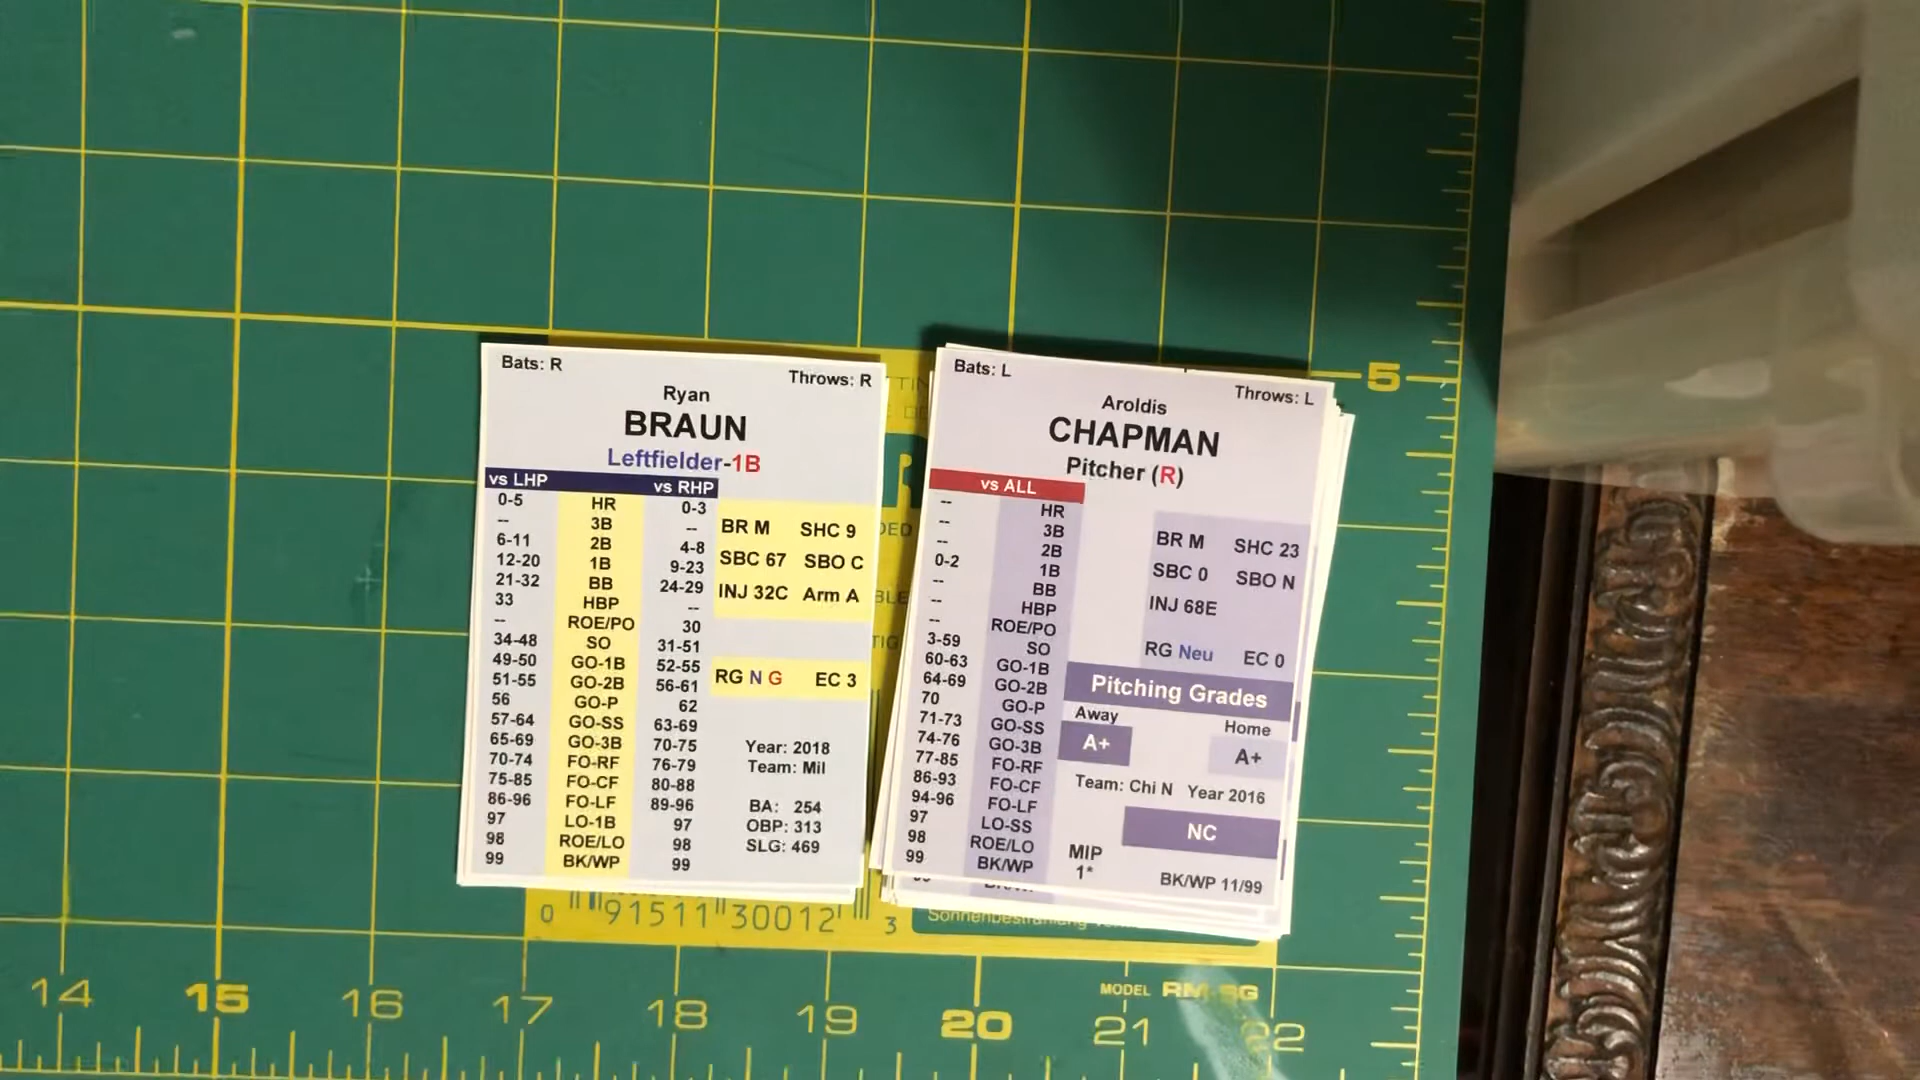 Bats: R
Throws: R
Ryan
BRAUN
Leftfielder-1B
vs LHP vs RHP
0-5 HR 0-3
-- 3B --
6-11 2B 4-8
12-20 1B 9-23
21-32 BB 24-29
33 HBP --
-- ROE/PO 30
34-48 SO 31-51
49-50 GO-1B 52-55
51-55 GO-2B 56-61
56 GO-P 62
57-64 GO-SS 63-69
65-69 GO-3B 70-75
70-74 FO-RF 76-79
75-85 FO-CF 80-88
86-96 FO-LF 89-96
97 LO-1B 97
98 ROE/LO 98
99 BK/WP 99
BR M SHC 9
SBC 67 SBO C
INJ 32C Arm A
RG N G EC 3
Year: 2018
Team: Mil
BA: 254
OBP: 313
SLG: 469
Bats: L
Throws: L
Aroldis
CHAPMAN
Pitcher (R)
vs ALL
-- HR
-- 3B
-- 2B
0-2 1B
-- BB
-- HBP
-- ROE/PO
3-59 SO
60-63 GO-1B
64-69 GO-2B
70 GO-P
71-73 GO-SS
74-76 GO-3B
77-85 FO-RF
86-93 FO-CF
94-96 FO-LF
97 LO-SS
98 ROE/LO
99 BK/WP
BR M SHC 23
SBC 0 SBO N
INJ 68E
RG Neu EC 0
Pitching Grades
Away Home
A+ A+
Team: Chi N Year 2016
NC
MIP
1*
BK/WP 11/99
5
0 91511 30012 3
MODEL RM-SG
14 15 16 17 18 19 20 21 22